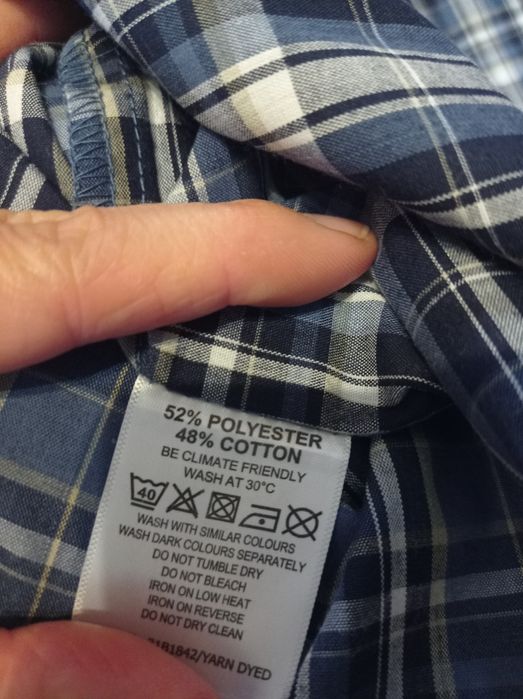 52% POLYESTER
48% COTTON
BE CLIMATE FRIENDLY
WASH AT 30°C
40
WASH WITH SIMILAR COLOURS
WASH DARK COLOURS SEPARATELY
DO NOT TUMBLE DRY
DO NOT BLEACH
IRON ON LOW HEAT
IRON ON REVERSE
DO NOT DRY CLEAN
/YARN DYED